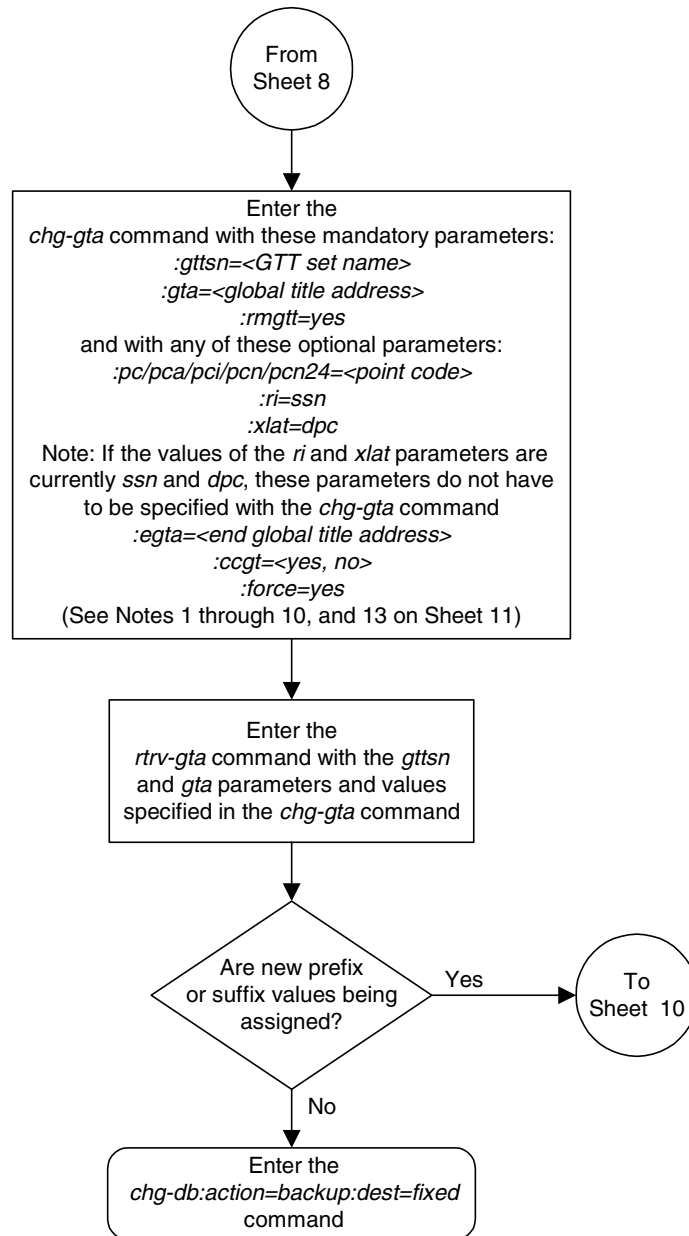 From
Sheet 8
Enter the
chg-gta command with these mandatory parameters:
:gttsn=<GTT set name>
:gta=<global title address>
:rmgtt=yes
and with any of these optional parameters:
:pc/pca/pci/pcn/pcn24=<point code>
:ri=ssn
:xlat=dpc
Note: If the values of the ri and xlat parameters are
currently ssn and dpc, these parameters do not have
to be specified with the chg-gta command
:egta=<end global title address>
:ccgt=<yes, no>
:force=yes
(See Notes 1 through 10, and 13 on Sheet 11)
Enter the
rtrv-gta command with the gttsn
and gta parameters and values
specified in the chg-gta command
Are new prefix
or suffix values being
assigned?
Yes
To
Sheet 10
No
Enter the
chg-db:action=backup:dest=fixed
command